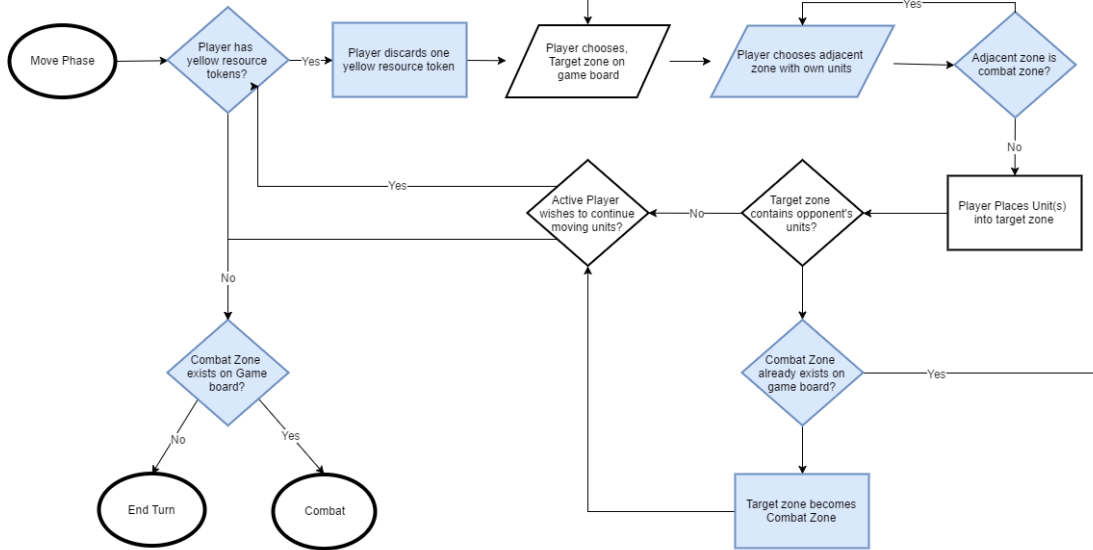 Yes
Move Phase
Player has
yellow resource
tokens?
Yes
Player discards one
yellow resource token
Player chooses,
Target zone on
game board
Player chooses adjacent
zone with own units
Adjacent zone is
combat zone?
No
Yes
Active Player
wishes to continue
moving units?
No
Target zone
contains opponent's
units?
Player Places Unit(s)
into target zone
No
Combat Zone
exists on Game
board?
Combat Zone
already exists on
game board?
Yes
No
Yes
End Turn
Combat
Target zone becomes
Combat Zone